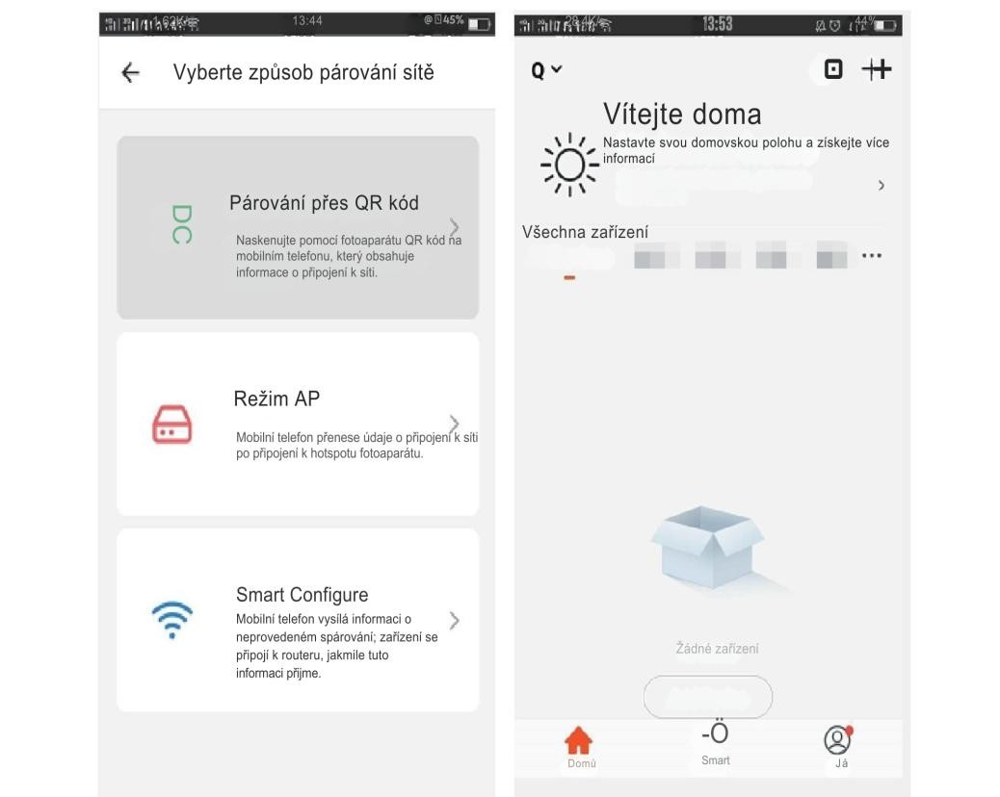 13:44
45%
Vyberte způsob párování sítě
DC
Párování přes QR kód
Naskenujte pomocí fotoaparátu QR kód na
mobilním telefonu, který obsahuje
informace o připojení k síti.
Režim AP
Mobilní telefon přenese údaje o připojení k síti
po připojení k hotspotu fotoaparátu.
Smart Configure
Mobilní telefon vysílá informaci o
neprovedeném spárování; zařízení se
připojí k routeru, jakmile tuto
informaci přijme.
13:53
44%
Q
Vítejte doma
Nastavte svou domovskou polohu a získejte více
informací
Všechna zařízení
Žádné zařízení
-Ö
Domů
Smart
Já